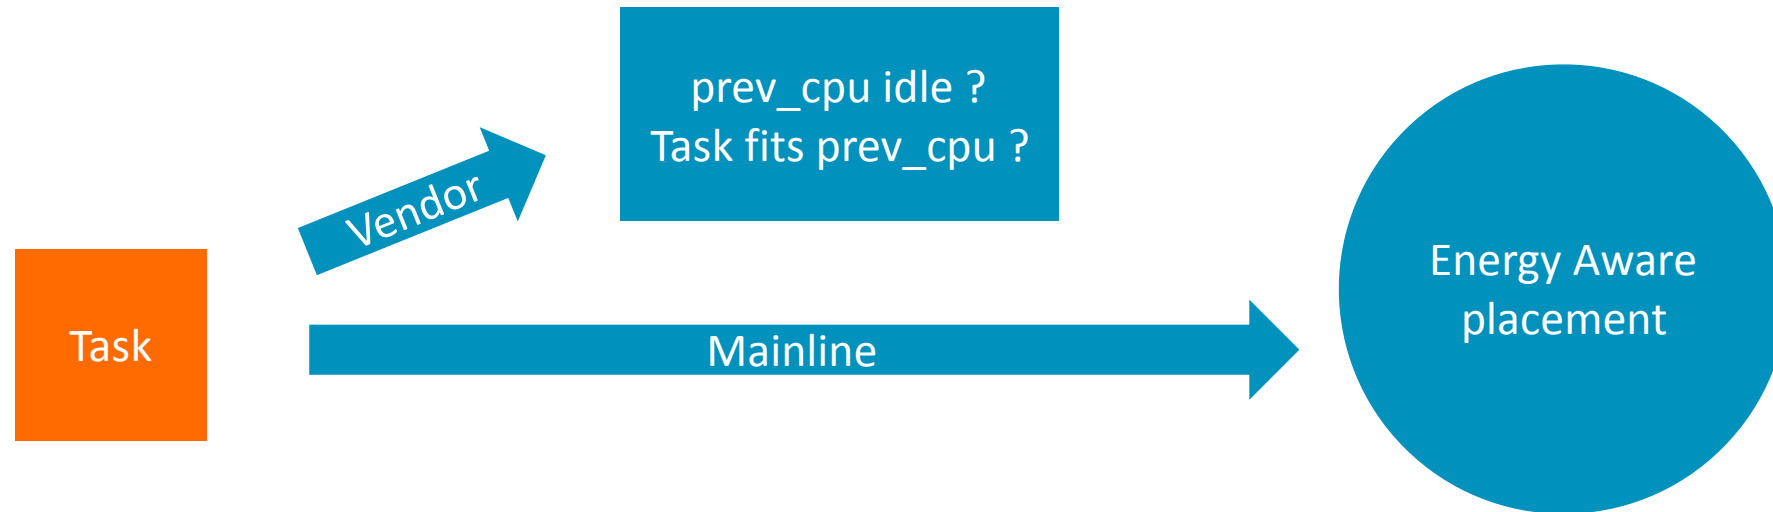 prev_cpu idle ?
Task fits prev_cpu ?
Vendor
Energy Aware
placement
Task
Mainline